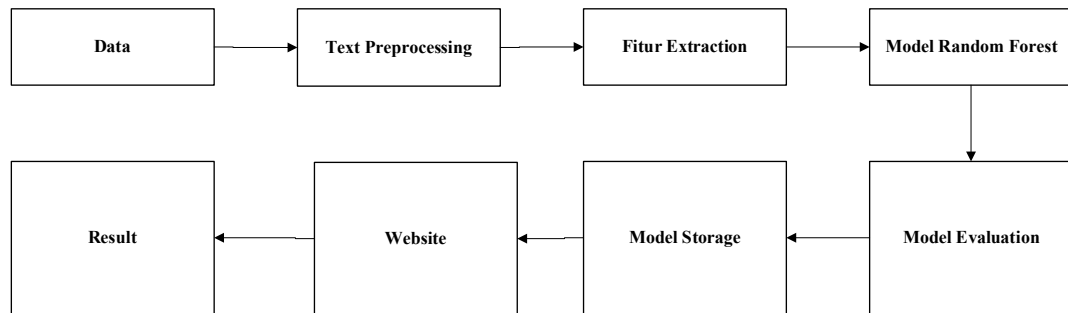 Data
Text Preprocessing
Fitur Extraction
Model Random Forest
Result
Website
Model Storage
Model Evaluation